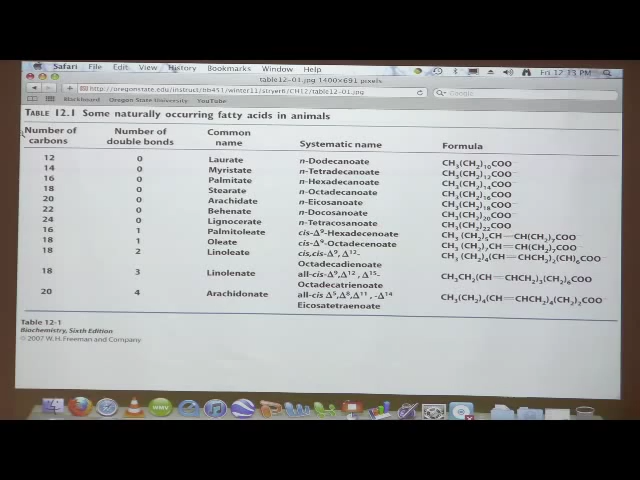 Safari File Edit View History Bookmarks Window Help Fri 12:13 PM
table12-01.jpg 1400×691 pixels
http://oregonstate.edu/instruct/bb451/winter11/stryer6/CH12/table12-01.jpg Google
Blackboard Oregon State University YouTube
TABLE 12.1 Some naturally occurring fatty acids in animals
Number of carbons Number of double bonds Common name Systematic name Formula
12 0 Laurate n-Dodecanoate CH3(CH2)10COO−
14 0 Myristate n-Tetradecanoate CH3(CH2)12COO−
16 0 Palmitate n-Hexadecanoate CH3(CH2)14COO−
18 0 Stearate n-Octadecanoate CH3(CH2)16COO−
20 0 Arachidate n-Eicosanoate CH3(CH2)18COO−
22 0 Behenate n-Docosanoate CH3(CH2)20COO−
24 0 Lignocerate n-Tetracosanoate CH3(CH2)22COO−
16 1 Palmitoleate cis-Δ9-Hexadecenoate CH3(CH2)5CH=CH(CH2)7COO−
18 1 Oleate cis-Δ9-Octadecenoate CH3(CH2)7CH=CH(CH2)7COO−
18 2 Linoleate cis,cis-Δ9,Δ12- CH3(CH2)4(CH=CHCH2)2(CH)6COO−
Octadecadienoate
18 3 Linolenate all-cis-Δ9,Δ12,Δ15- CH3CH2(CH=CHCH2)3(CH2)6COO−
Octadecatrienoate
20 4 Arachidonate all-cis Δ5,Δ8,Δ11,-Δ14 CH3(CH2)4(CH=CHCH2)4(CH2)2COO−
Eicosatetraenoate
Table 12-1
Biochemistry, Sixth Edition
© 2007 W. H. Freeman and Company
WMV